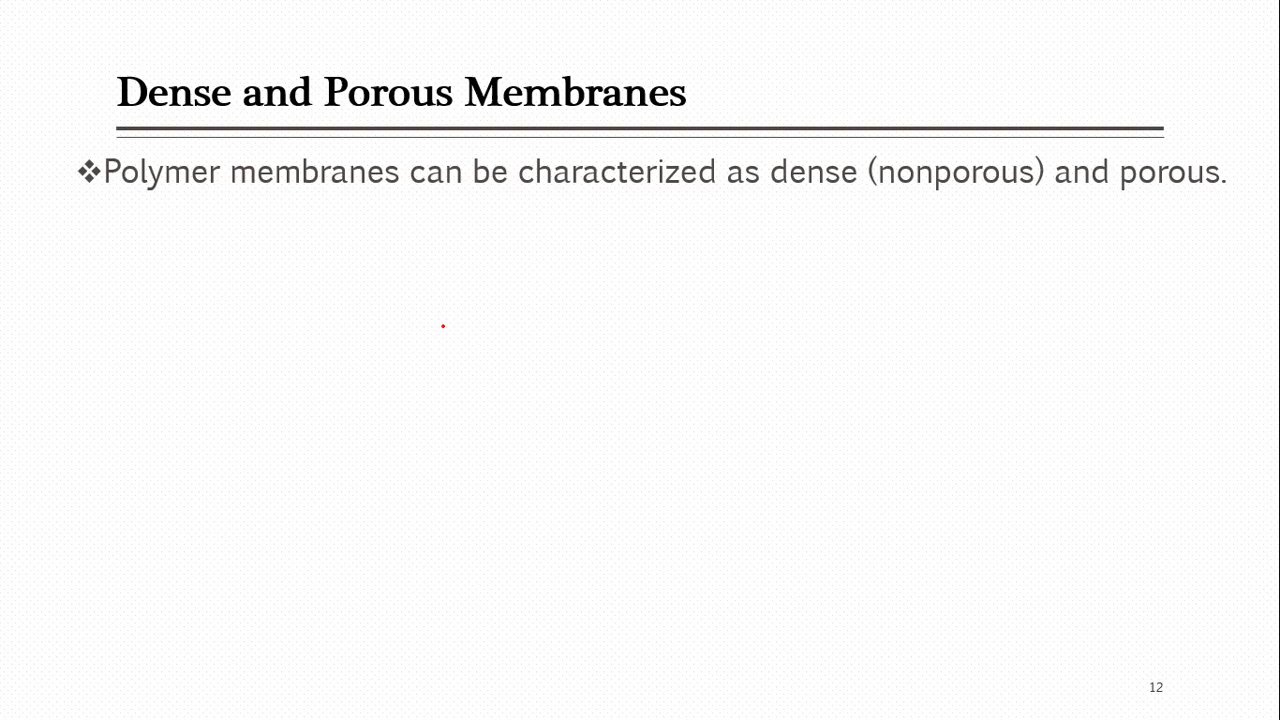 Dense and Porous Membranes
❖Polymer membranes can be characterized as dense (nonporous) and porous.
12